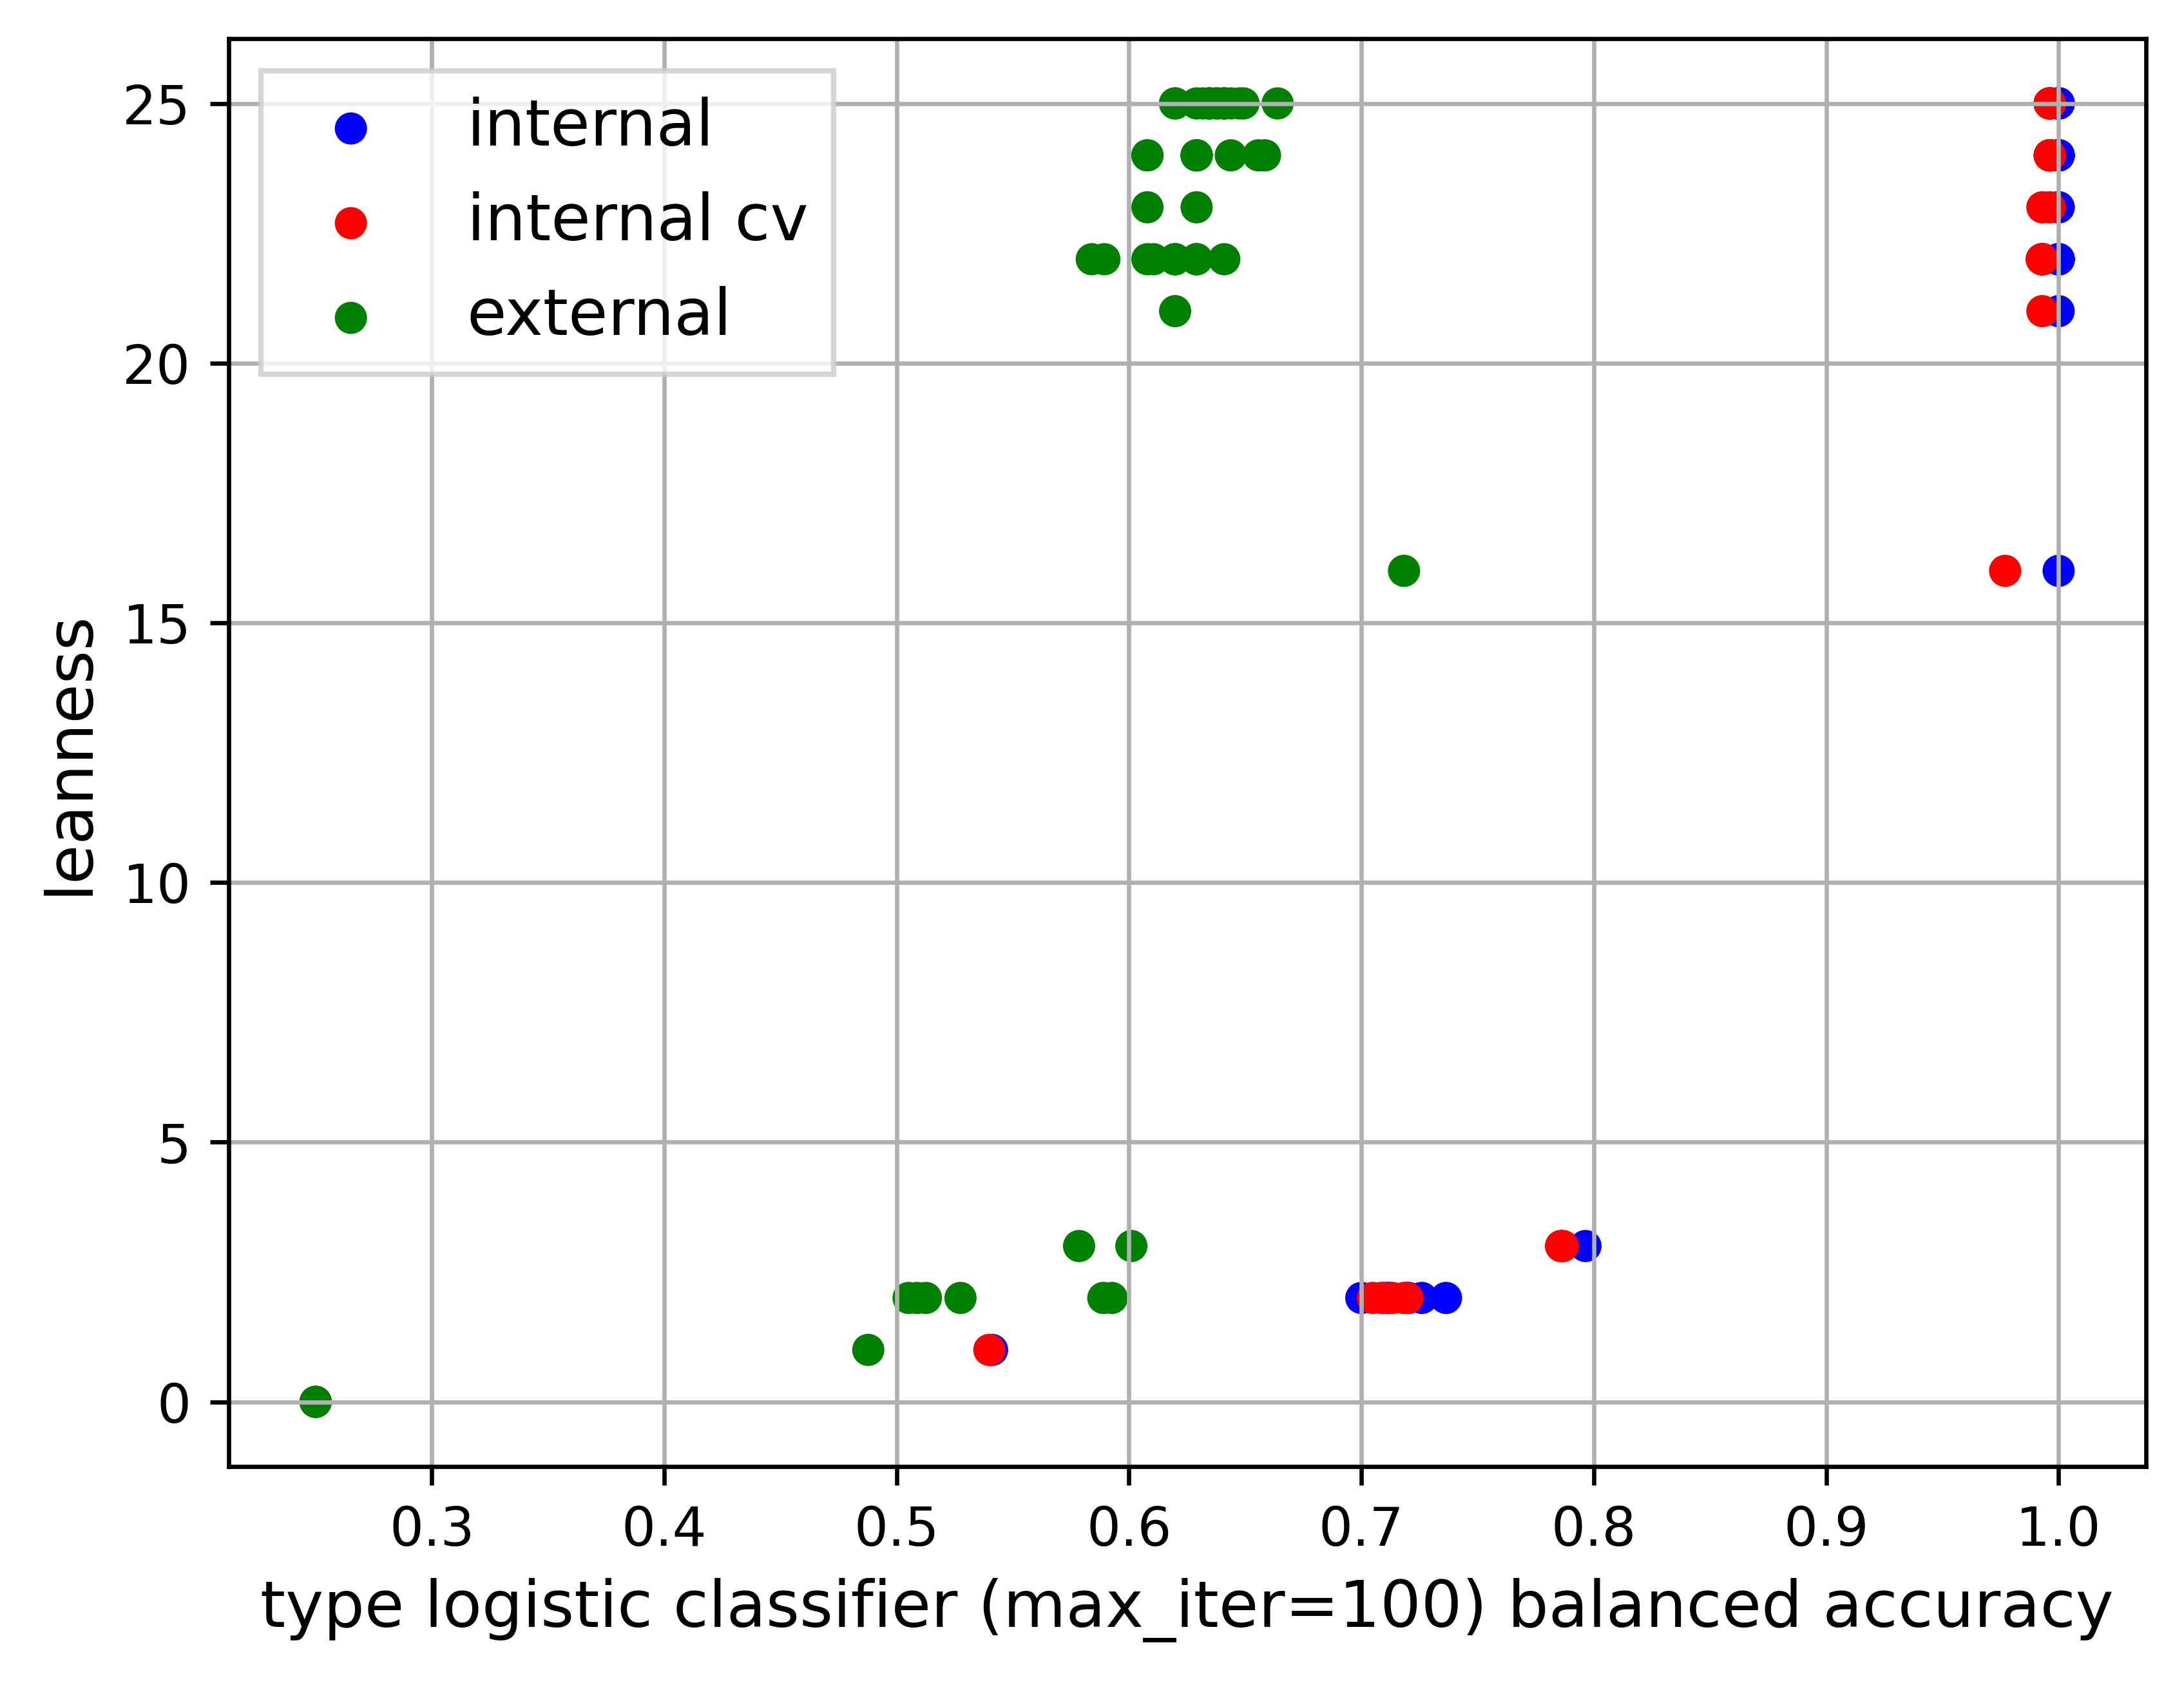 internal
internal cv
external
25
20
15
10
5
0
leanness
0.3 0.4 0.5 0.6 0.7 0.8 0.9 1.0
type logistic classifier (max_iter=100) balanced accuracy